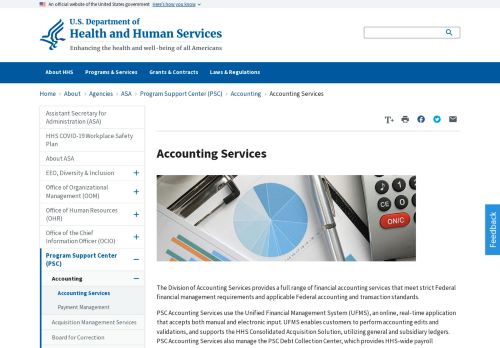 An official website of the United States government Here's how you know
U.S. Department of
Health and Human Services
Enhancing the health and well-being of all Americans
About HHS Programs & Services Grants & Contracts Laws & Regulations
Home > About > Agencies > ASA > Program Support Center (PSC) > Accounting > Accounting Services
Assistant Secretary for
Administration (ASA)
HHS COVID-19 Workplace Safety
Plan
About ASA
EEO, Diversity & Inclusion +
Office of Organizational
Management (OOM) +
Office of Human Resources
(OHR) +
Office of the Chief
Information Officer (OCIO) +
Program Support Center
(PSC) −
Accounting −
Accounting Services
Payment Management
Acquisition Management Services
Board for Correction
T+
Accounting Services
CE
ON/C
The Division of Accounting Services provides a full range of financial accounting services that meet strict Federal
financial management requirements and applicable Federal accounting and transaction standards.
PSC Accounting Services use the Unified Financial Management System (UFMS), an online, real-time application
that accepts both manual and electronic input. UFMS enables customers to perform accounting edits and
validations, and supports the HHS Consolidated Acquisition Solution, utilizing general and subsidiary ledgers.
PSC Accounting Services also manage the PSC Debt Collection Center, which provides HHS-wide payroll
Feedback